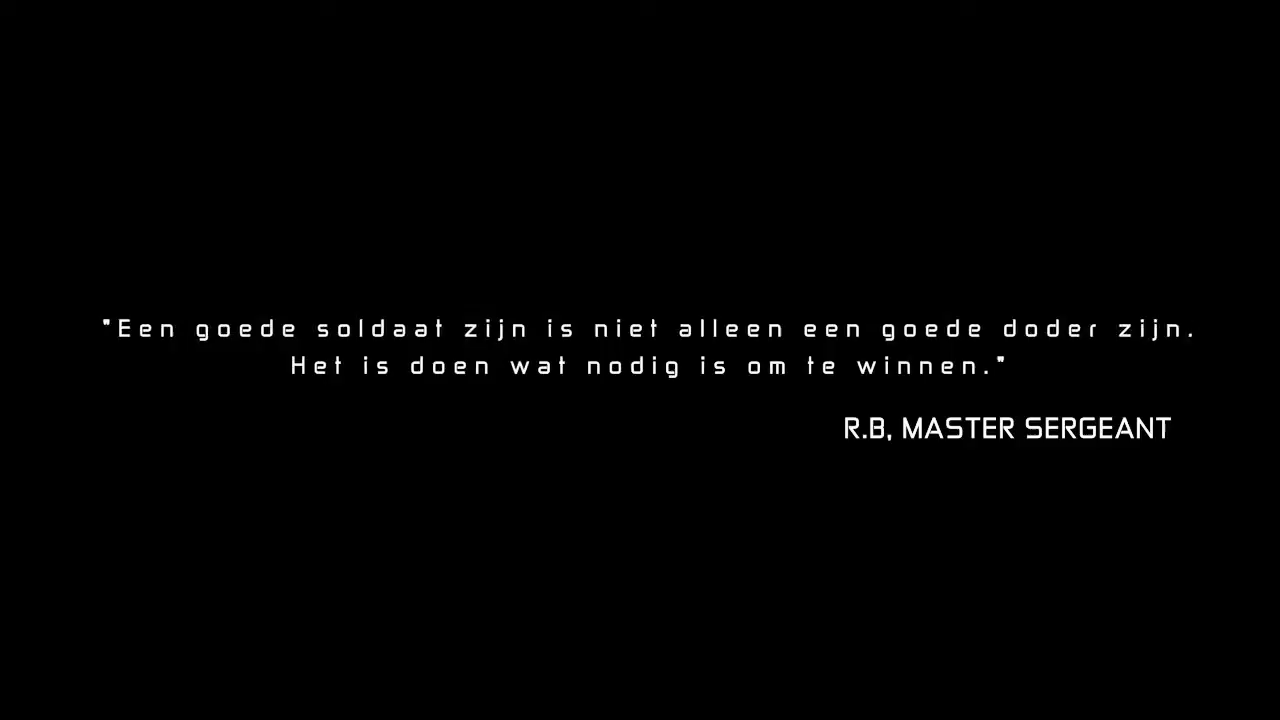 "Een goede soldaat zijn is niet alleen een goede doder zijn.
Het is doen wat nodig is om te winnen."
R.B, MASTER SERGEANT